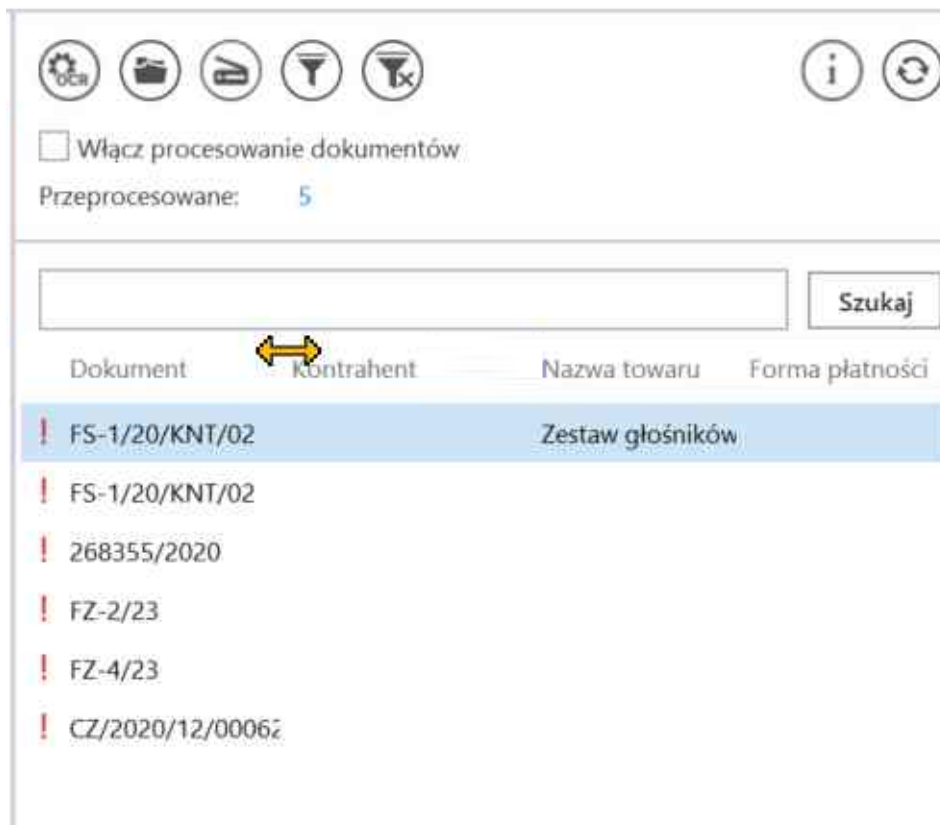 OCR i
Włącz procesowanie dokumentów
Przeprocesowane: 5
Szukaj
Dokument Kontrahent Nazwa towaru Forma płatności
! FS-1/20/KNT/02 Zestaw głośników
! FS-1/20/KNT/02
! 268355/2020
! FZ-2/23
! FZ-4/23
! CZ/2020/12/00062